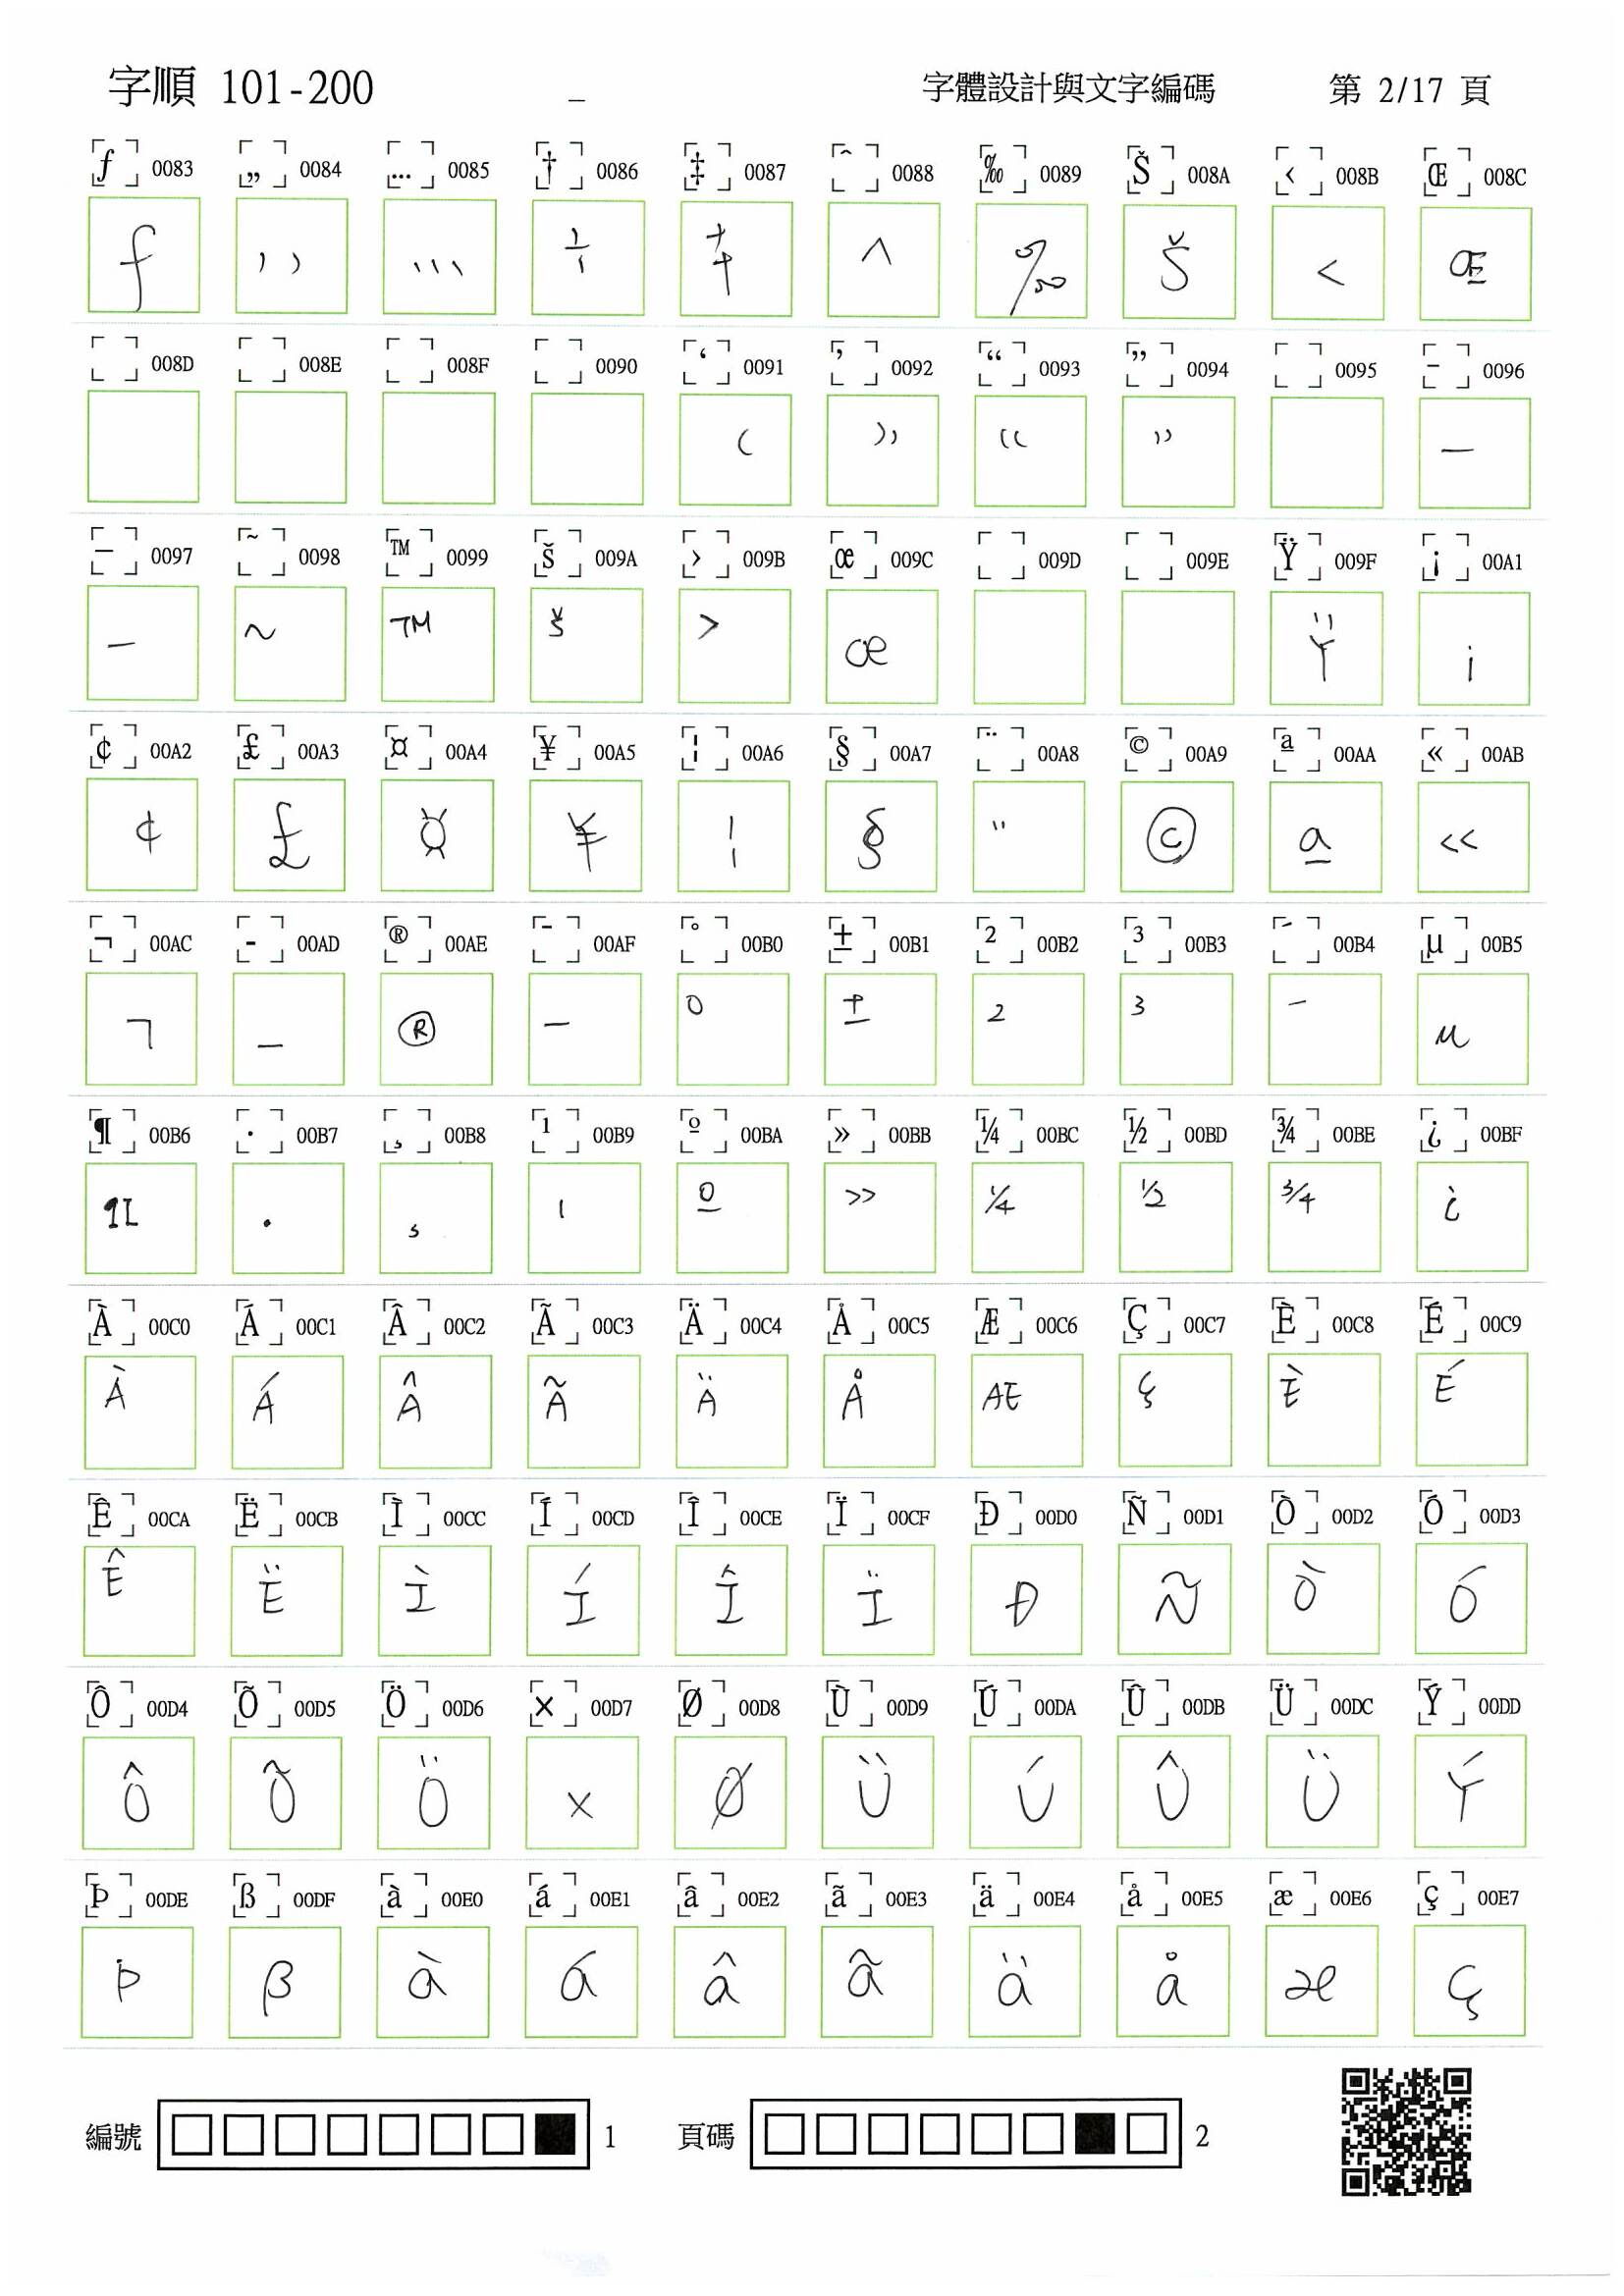 字順 101-200 _ 字體設計與文字編碼 第 2/17 頁
ƒ 0083 „ 0084 … 0085 † 0086 ‡ 0087 ˆ 0088 ‰ 0089 Š 008A ‹ 008B Œ 008C
f ,, ... ÷ ‡ ^ ‰ Š < Œ
008D 008E 008F 0090 ‘ 0091 ’ 0092 “ 0093 ” 0094 0095 – 0096
‘ ” “ ” –
— 0097 ˜ 0098 ™ 0099 š 009A › 009B œ 009C 009D 009E Ÿ 009F ¡ 00A1
— ~ ™ š > œ Ÿ ¡
¢ 00A2 £ 00A3 ¤ 00A4 ¥ 00A5 ¦ 00A6 § 00A7 ¨ 00A8 © 00A9 ª 00AA « 00AB
¢ £ ¤ ¥ ¦ § ¨ © ª <<
¬ 00AC - 00AD ® 00AE ¯ 00AF ° 00B0 ± 00B1 ² 00B2 ³ 00B3 ´ 00B4 µ 00B5
¬ - ® ¯ ° ± ² ³ ´ µ
¶ 00B6 · 00B7 ¸ 00B8 ¹ 00B9 º 00BA » 00BB ¼ 00BC ½ 00BD ¾ 00BE ¿ 00BF
¶ · ¸ ¹ º >> ¼ ½ ¾ ¿
À 00C0 Á 00C1 Â 00C2 Ã 00C3 Ä 00C4 Å 00C5 Æ 00C6 Ç 00C7 È 00C8 É 00C9
À Á Â Ã Ä Å Æ Ç È É
Ê 00CA Ë 00CB Ì 00CC Í 00CD Î 00CE Ï 00CF Ð 00D0 Ñ 00D1 Ò 00D2 Ó 00D3
Ê Ë Ì Í Î Ï Ð Ñ Ò Ó
Ô 00D4 Õ 00D5 Ö 00D6 × 00D7 Ø 00D8 Ù 00D9 Ú 00DA Û 00DB Ü 00DC Ý 00DD
Ô Õ Ö × Ø Ȕ Ú Û Ü Ý
Þ 00DE ß 00DF à 00E0 á 00E1 â 00E2 ã 00E3 ä 00E4 å 00E5 æ 00E6 ç 00E7
Þ ß à á â ã ä å æ ç
編號 1 頁碼 2